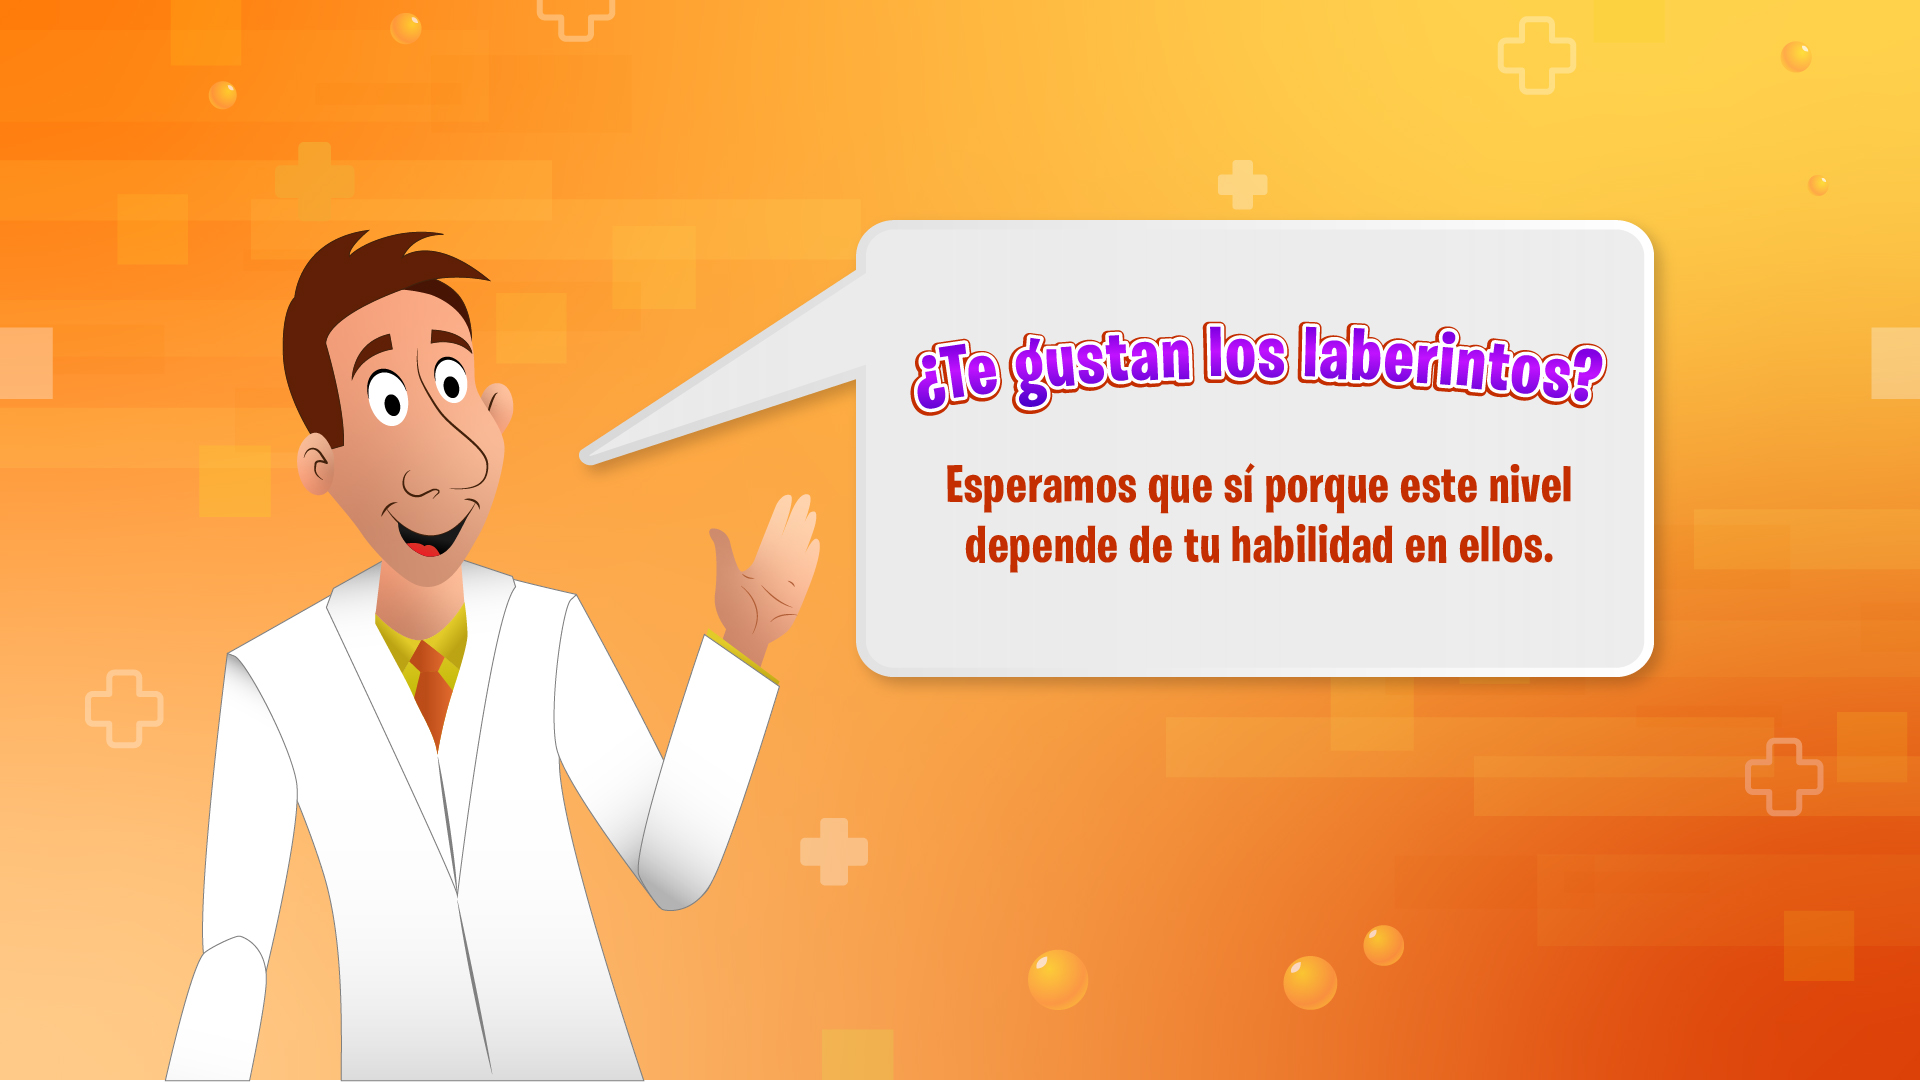 ¿Te gustan los laberintos?
Esperamos que sí porque este nivel
depende de tu habilidad en ellos.